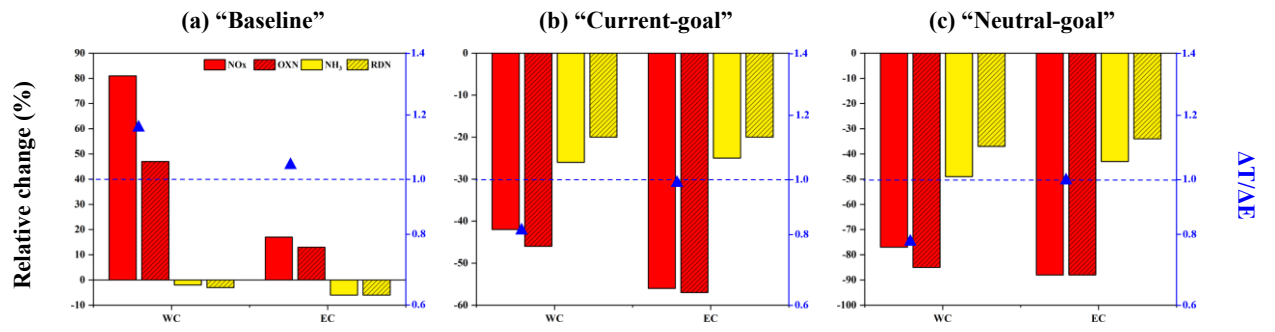 (a) “Baseline”
(b) “Current-goal”
(c) “Neutral-goal”
Relative change (%)
90
80
70
60
50
40
30
20
10
0
-10
NOx
OXN
NH₃
RDN
1.4
1.2
1.0
0.8
0.6
WC
EC
0
-10
-20
-30
-40
-50
-60
1.4
1.2
1.0
0.8
0.6
WC
EC
0
-10
-20
-30
-40
-50
-60
-70
-80
-90
-100
1.4
1.2
1.0
0.8
0.6
WC
EC
ΔT/ΔE